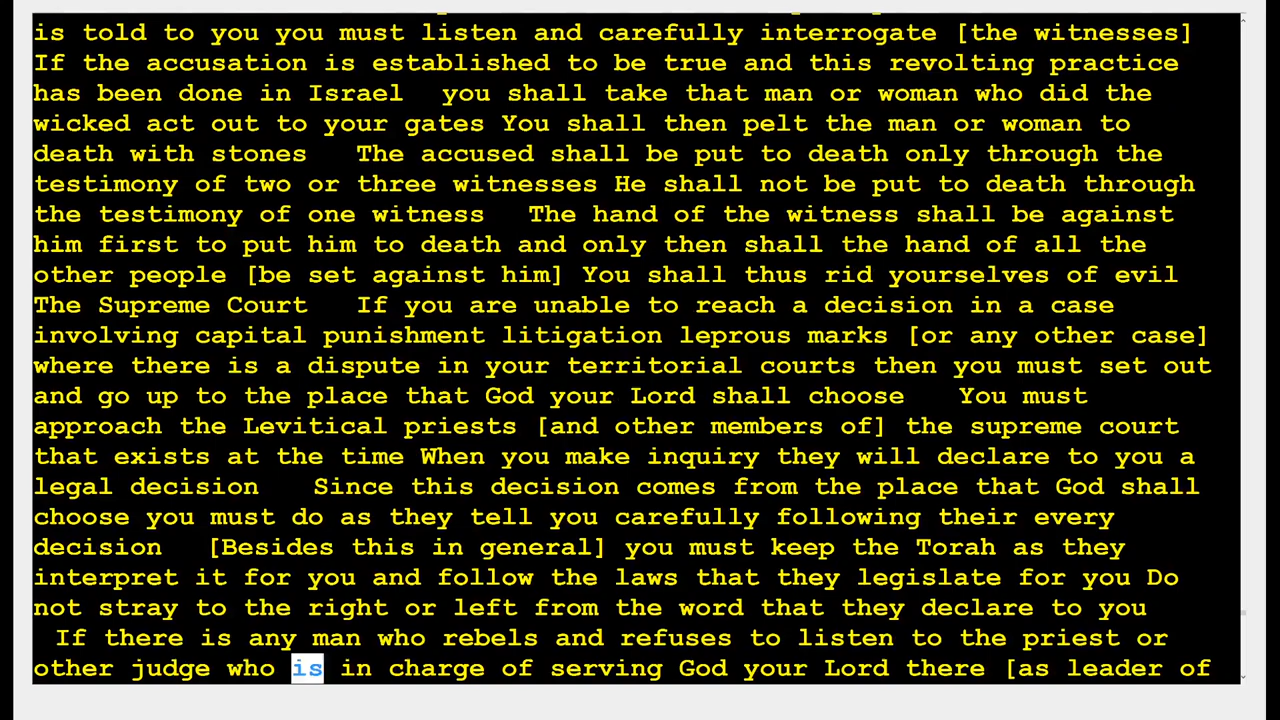 is told to you you must listen and carefully interrogate [the witnesses]
If the accusation is established to be true and this revolting practice
has been done in Israel you shall take that man or woman who did the
wicked act out to your gates You shall then pelt the man or woman to
death with stones The accused shall be put to death only through the
testimony of two or three witnesses He shall not be put to death through
the testimony of one witness The hand of the witness shall be against
him first to put him to death and only then shall the hand of all the
other people [be set against him] You shall thus rid yourselves of evil
The Supreme Court If you are unable to reach a decision in a case
involving capital punishment litigation leprous marks [or any other case]
where there is a dispute in your territorial courts then you must set out
and go up to the place that God your Lord shall choose You must
approach the Levitical priests [and other members of] the supreme court
that exists at the time When you make inquiry they will declare to you a
legal decision Since this decision comes from the place that God shall
choose you must do as they tell you carefully following their every
decision [Besides this in general] you must keep the Torah as they
interpret it for you and follow the laws that they legislate for you Do
not stray to the right or left from the word that they declare to you
If there is any man who rebels and refuses to listen to the priest or
other judge who is in charge of serving God your Lord there [as leader of